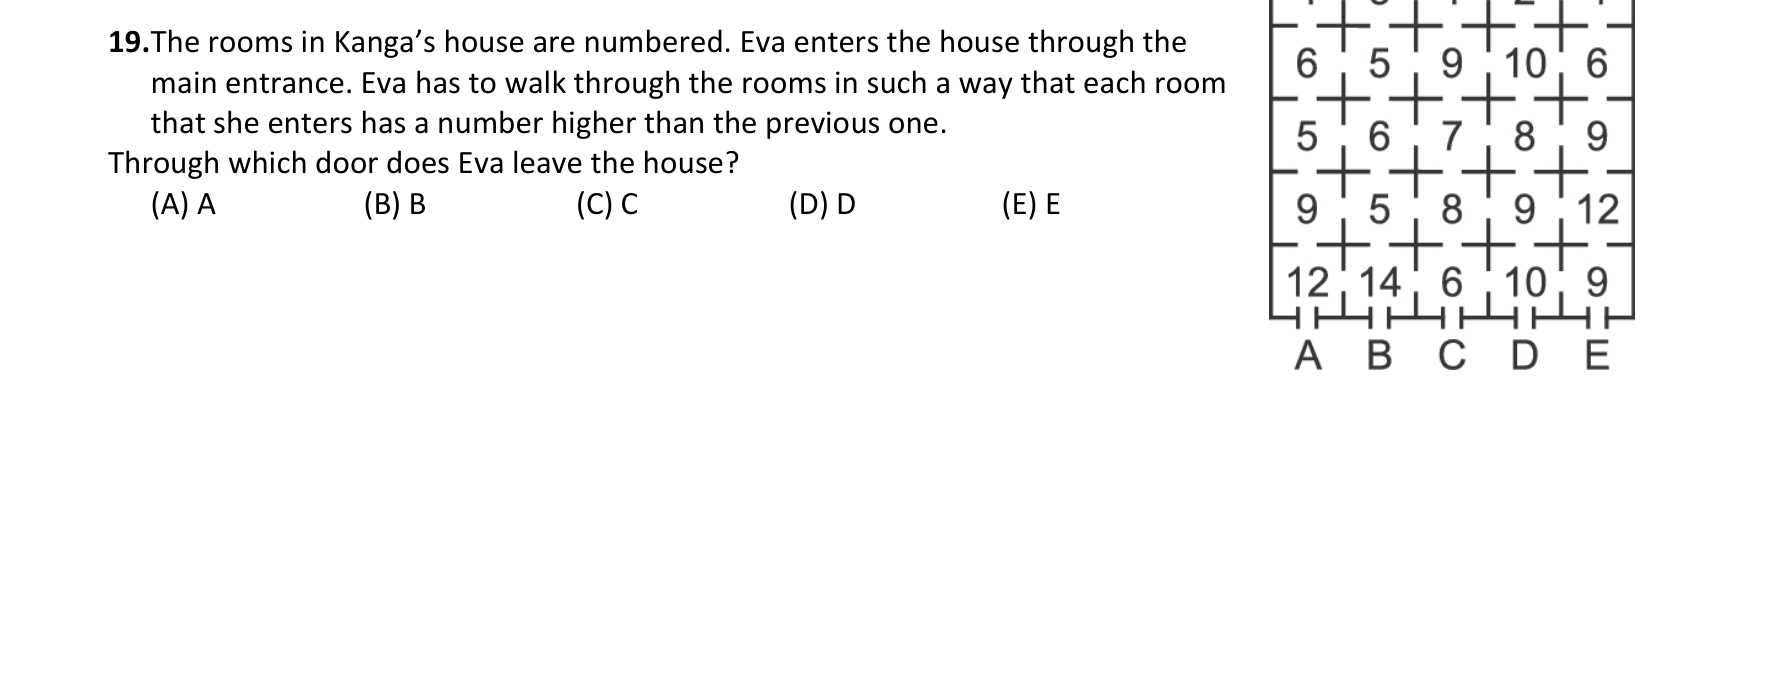 19.The rooms in Kanga’s house are numbered. Eva enters the house through the
main entrance. Eva has to walk through the rooms in such a way that each room
that she enters has a number higher than the previous one.
Through which door does Eva leave the house?
(A) A (B) B (C) C (D) D (E) E
6 5 9 10 6
5 6 7 8 9
9 5 8 9 12
12 14 6 10 9
A B C D E